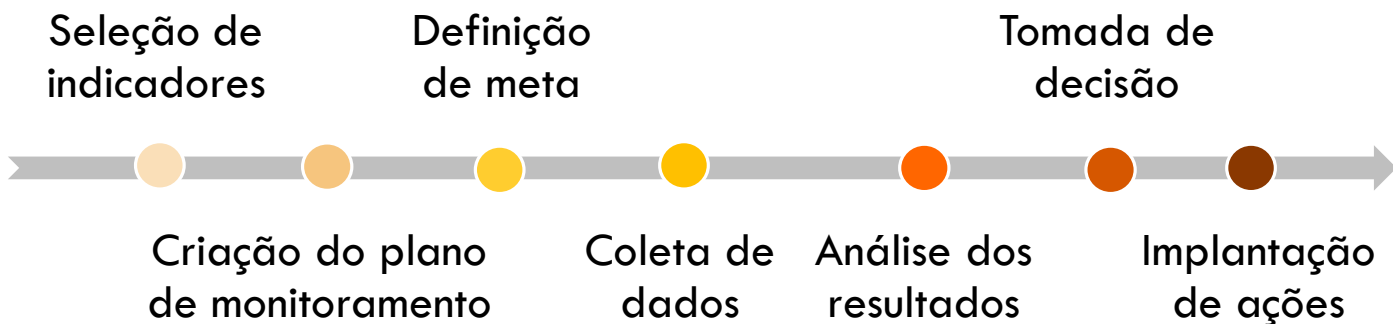 Seleção de
indicadores
Criação do plano
de monitoramento
Definição
de meta
Coleta de
dados
Análise dos
resultados
Tomada de
decisão
Implantação
de ações